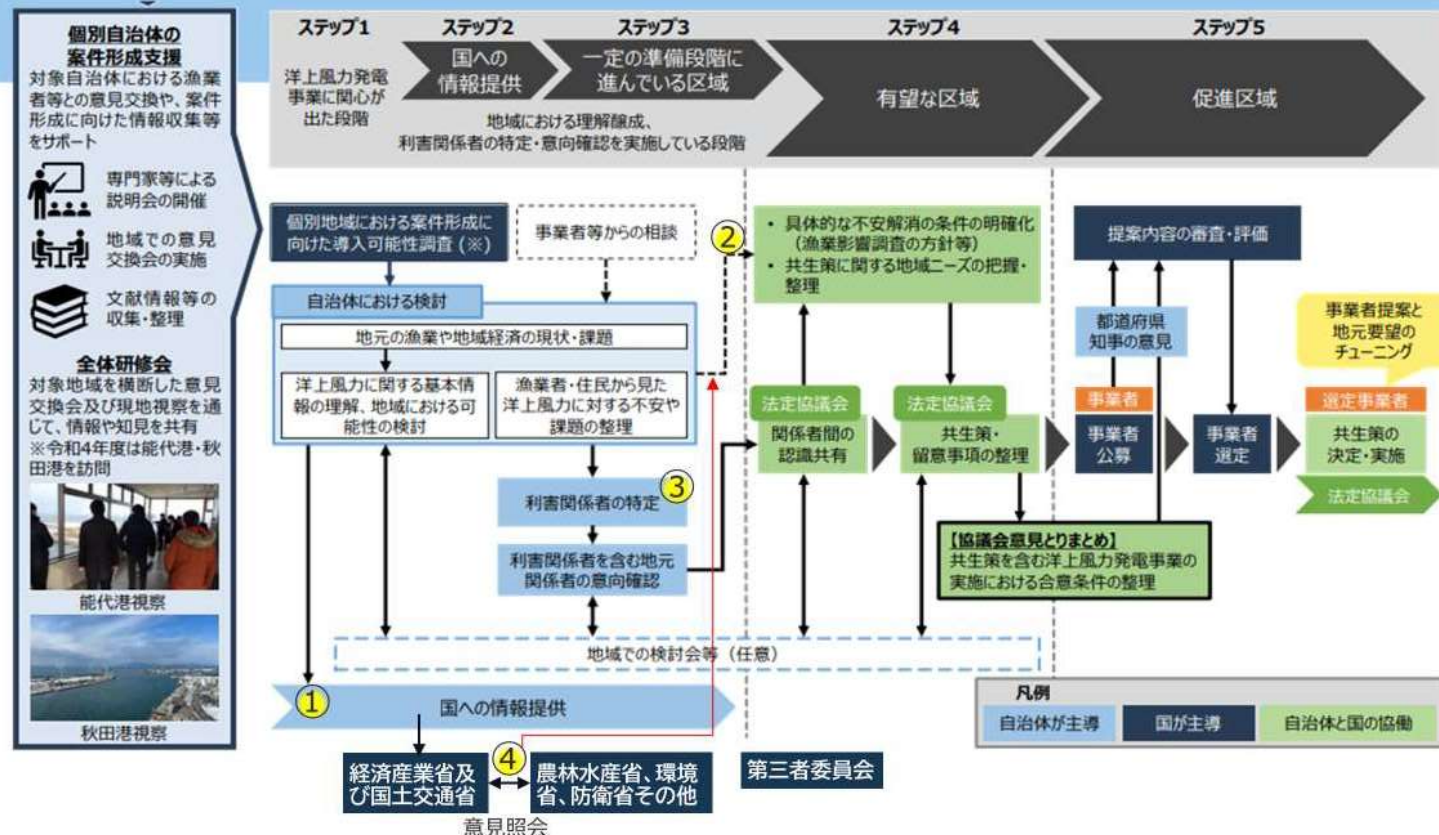 個別自治体の
案件形成支援
対象自治体における漁業
者等との意見交換や、案件
形成に向けた情報収集等
をサポート
専門家等による
説明会の開催
地域での意見
交換会の実施
文献情報等の
収集・整理
全体研修会
対象地域を横断した意見
交換会及び現地視察を通
じて、情報や知見を共有
※令和4年度は能代港・秋
田港を訪問
能代港視察
秋田港視察
ステップ1
洋上風力発電
事業に関心が
出た段階
ステップ2
国への
情報提供
ステップ3
一定の準備段階に
進んでいる区域
地域における理解醸成、
利害関係者の特定・意向確認を実施している段階
ステップ4
有望な区域
ステップ5
促進区域
個別地域における案件形成に
向けた導入可能性調査(※)
事業者等からの相談
自治体における検討
地元の漁業や地域経済の現状・課題
洋上風力に関する基本情
報の理解、地域における可
能性の検討
漁業者・住民から見た
洋上風力に対する不安や
課題の整理
③
利害関係者の特定
利害関係者を含む地元
関係者の意向確認
②
• 具体的な不安解消の条件の明確化
(漁業影響調査の方針等)
• 共生策に関する地域ニーズの把握・
整理
法定協議会
関係者間の
認識共有
法定協議会
共生策・
留意事項の整理
【協議会意見とりまとめ】
共生策を含む洋上風力発電事業の
実施における合意条件の整理
提案内容の審査・評価
都道府県
知事の意見
事業者
事業者
公募
事業者
選定
事業者提案と
地元要望の
チューニング
選定事業者
共生策の
決定・実施
法定協議会
地域での検討会等(任意)
①
国への情報提供
経済産業省及
び国土交通省
④
意見照会
農林水産省、環境
省、防衛省その他
第三者委員会
凡例
自治体が主導
国が主導
自治体と国の協働